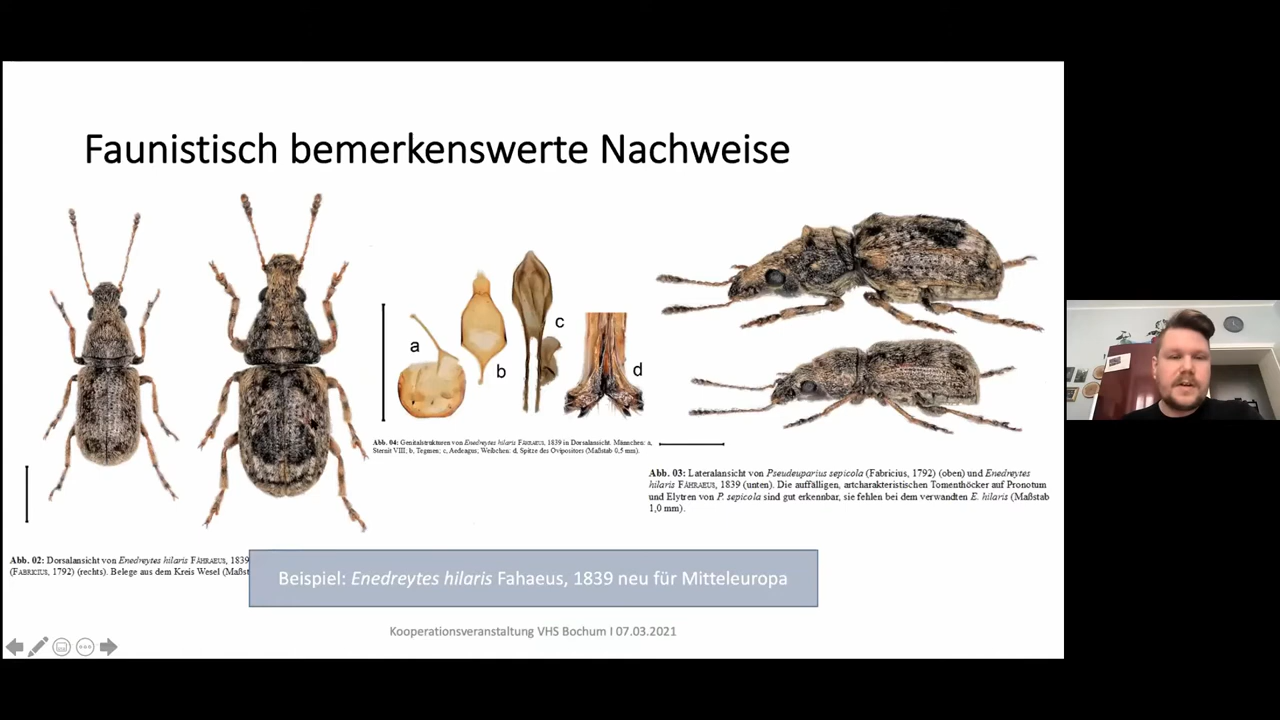 Faunistisch bemerkenswerte Nachweise
a
b
c
d
Abb. 04: Genitalstrukturen von Enedreytes hilaris FÅHRAEUS, 1839 in Dorsalansicht. Männchen: a,
Sternit VIII, b, Tegmen; c, Aedeagus; Weibchen: d, Spitze des Ovipositors (Maßstab 0,5 mm).
Abb. 03: Lateralansicht von Pseudeuparius sepicola (Fabricius, 1792) (oben) und Enedreytes
hilaris FÅHRAEUS, 1839 (unten). Die auffälligen, artcharakteristischen Tomenthöcker auf Pronotum
und Elytren von P. sepicola sind gut erkennbar, sie fehlen bei dem verwandten E. hilaris (Maßstab
1,0 mm).
Abb. 02: Dorsalansicht von Enedreytes hilaris FÅHRAEUS, 1839
(FABRICIUS, 1792) (rechts). Belege aus dem Kreis Wesel (Maßst
Beispiel: Enedreytes hilaris Fahaeus, 1839 neu für Mitteleuropa
Kooperationsveranstaltung VHS Bochum I 07.03.2021